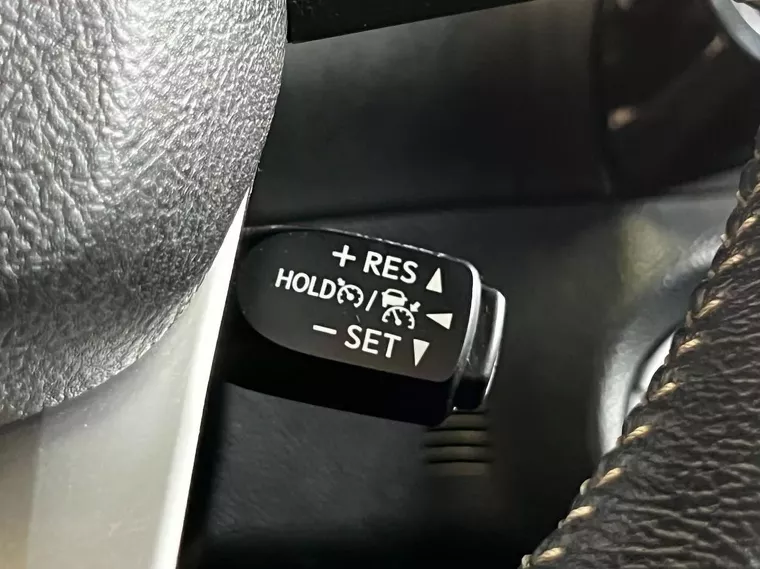 + RES
HOLD /
- SET